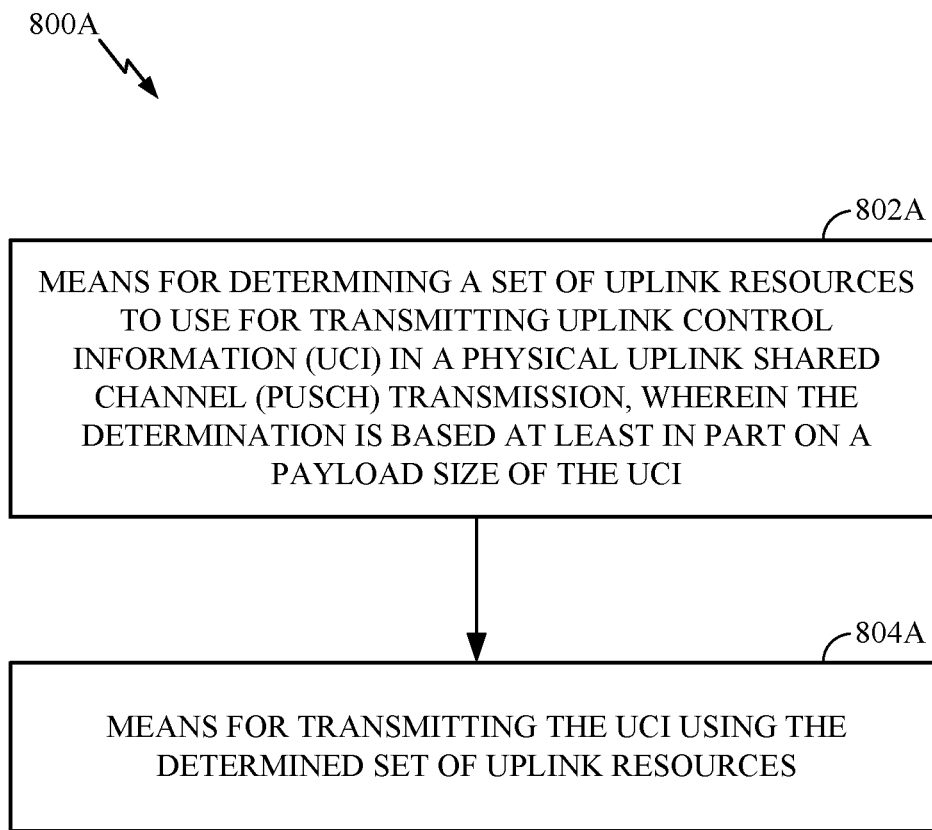 800A
802A
MEANS FOR DETERMINING A SET OF UPLINK RESOURCES
TO USE FOR TRANSMITTING UPLINK CONTROL
INFORMATION (UCI) IN A PHYSICAL UPLINK SHARED
CHANNEL (PUSCH) TRANSMISSION, WHEREIN THE
DETERMINATION IS BASED AT LEAST IN PART ON A
PAYLOAD SIZE OF THE UCI
804A
MEANS FOR TRANSMITTING THE UCI USING THE
DETERMINED SET OF UPLINK RESOURCES